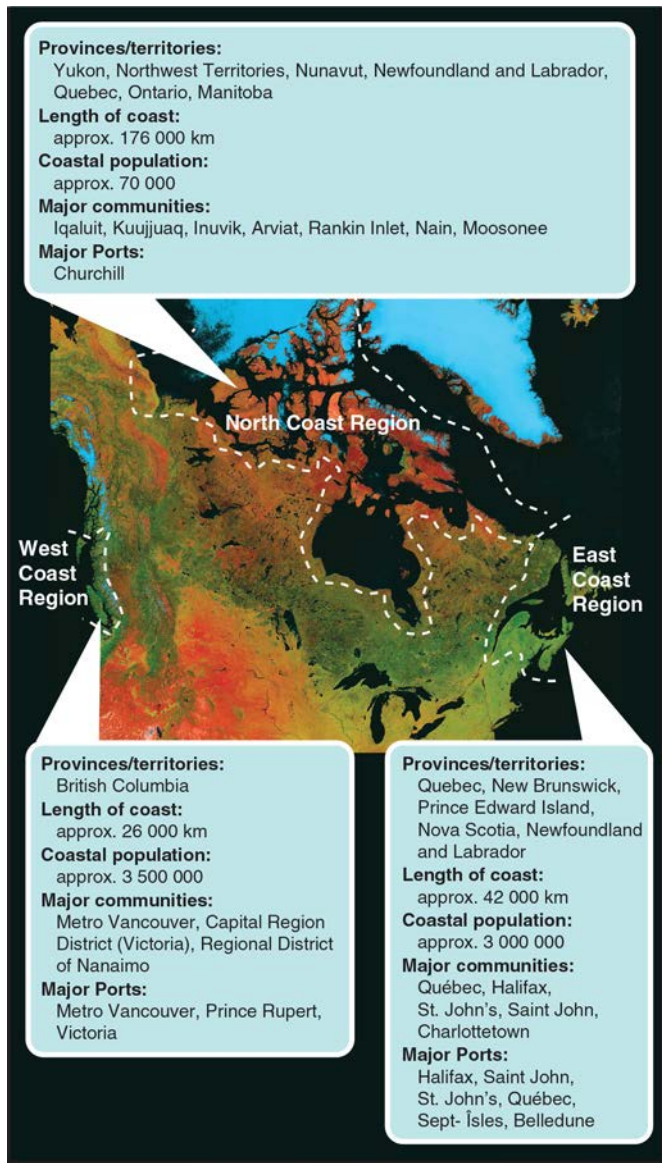 Provinces/territories:
Yukon, Northwest Territories, Nunavut, Newfoundland and Labrador,
Quebec, Ontario, Manitoba
Length of coast:
approx. 176 000 km
Coastal population:
approx. 70 000
Major communities:
Iqaluit, Kuujjuaq, Inuvik, Arviat, Rankin Inlet, Nain, Moosonee
Major Ports:
Churchill
North Coast Region
West
Coast
Region
East
Coast
Region
Provinces/territories:
British Columbia
Length of coast:
approx. 26 000 km
Coastal population:
approx. 3 500 000
Major communities:
Metro Vancouver, Capital Region
District (Victoria), Regional District
of Nanaimo
Major Ports:
Metro Vancouver, Prince Rupert,
Victoria
Provinces/territories:
Quebec, New Brunswick,
Prince Edward Island,
Nova Scotia, Newfoundland
and Labrador
Length of coast:
approx. 42 000 km
Coastal population:
approx. 3 000 000
Major communities:
Québec, Halifax,
St. John's, Saint John,
Charlottetown
Major Ports:
Halifax, Saint John,
St. John's, Québec,
Sept- Îsles, Belledune